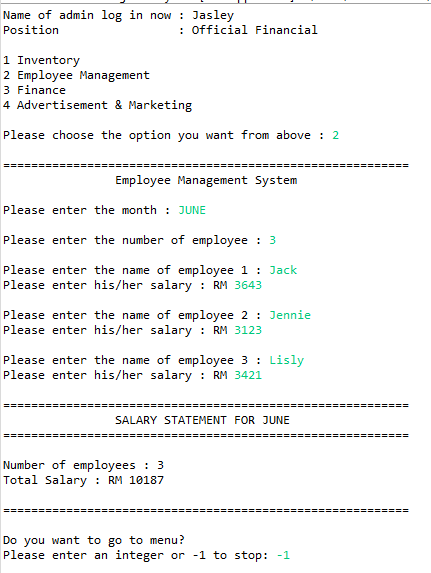 Name of admin log in now : Jasley
Position                 : Official Financial
1 Inventory
2 Employee Management
3 Finance
4 Advertisement & Marketing
Please choose the option you want from above : 2
==========================================================
Employee Management System
Please enter the month : JUNE
Please enter the number of employee : 3
Please enter the name of employee 1 : Jack
Please enter his/her salary : RM 3643
Please enter the name of employee 2 : Jennie
Please enter his/her salary : RM 3123
Please enter the name of employee 3 : Lisly
Please enter his/her salary : RM 3421
==========================================================
SALARY STATEMENT FOR JUNE
==========================================================
Number of employees : 3
Total Salary : RM 10187
==========================================================
Do you want to go to menu?
Please enter an integer or -1 to stop: -1